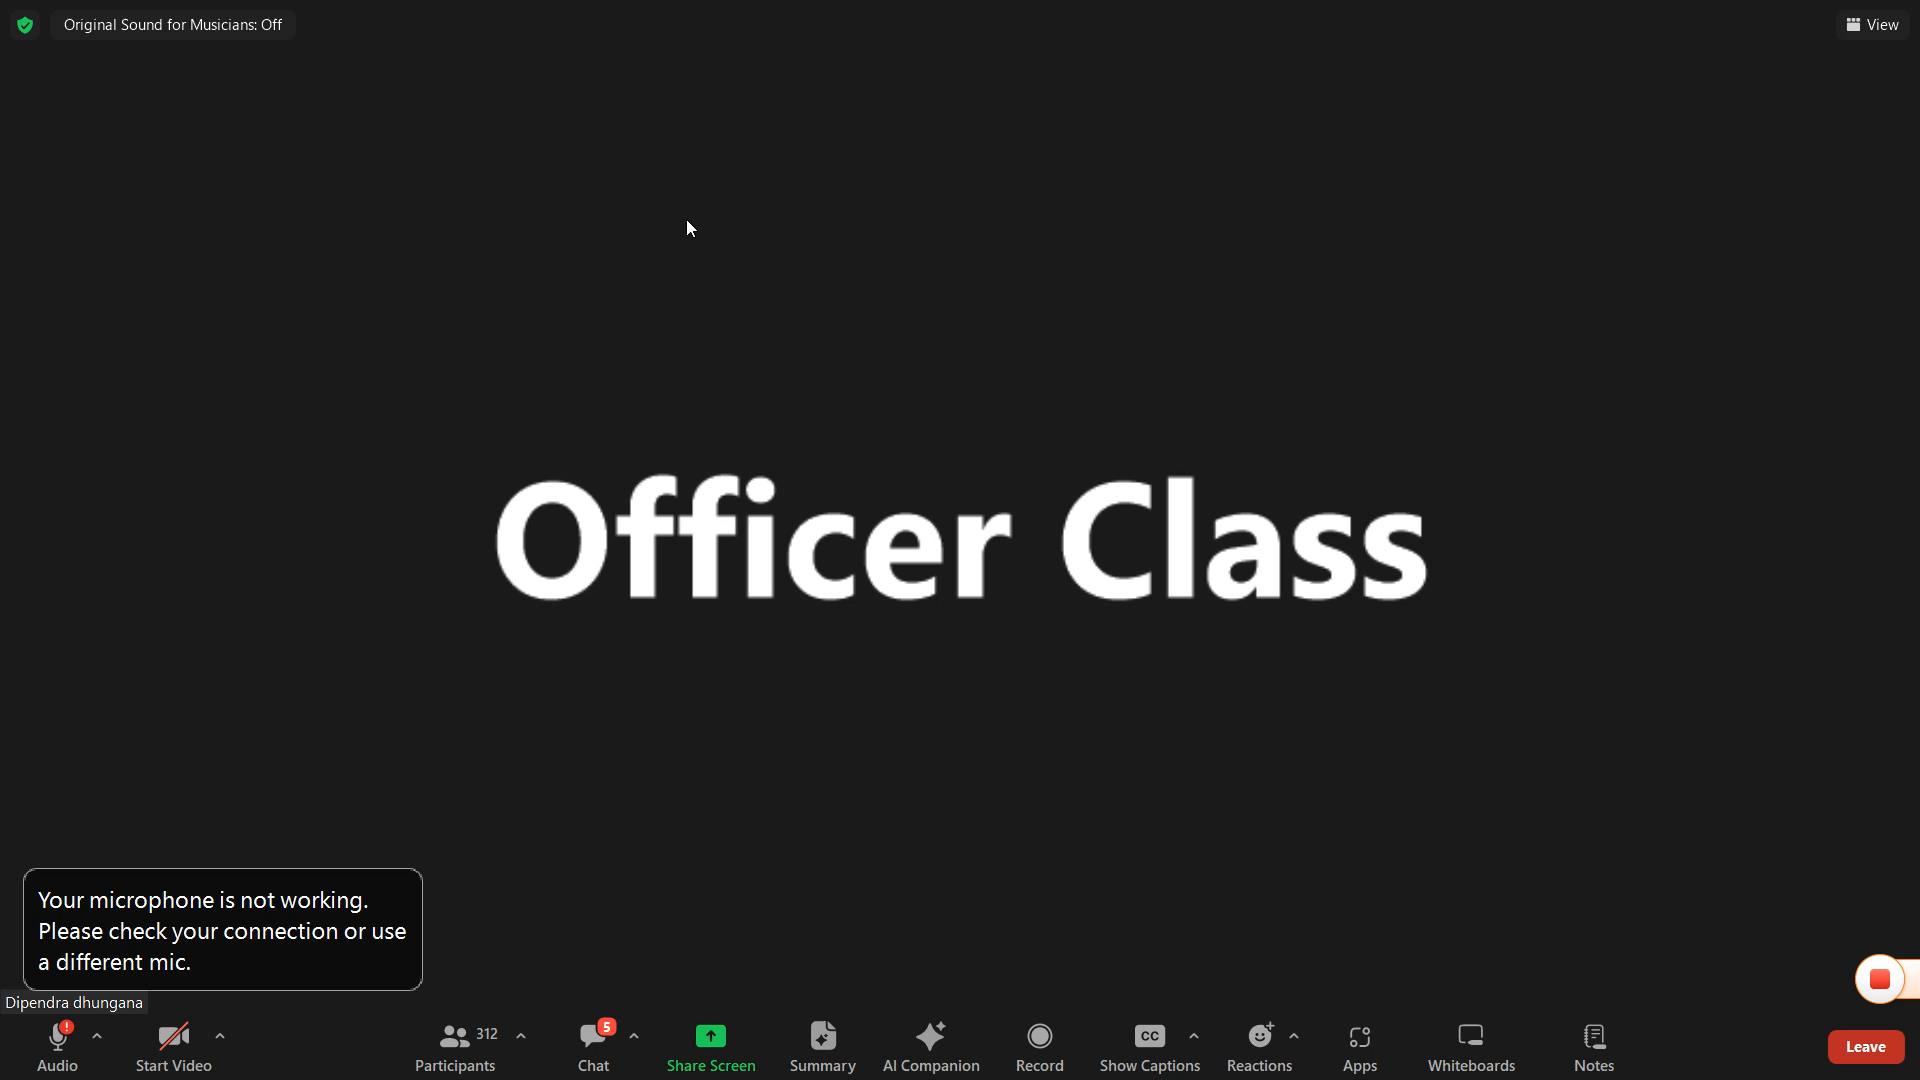 Original Sound for Musicians: Off
View
Officer Class
Your microphone is not working.
Please check your connection or use
a different mic.
Dipendra dhungana
Audio
Start Video
312
Participants
5
Chat
Share Screen
Summary
AI Companion
Record
CC
Show Captions
Reactions
Apps
Whiteboards
Notes
Leave